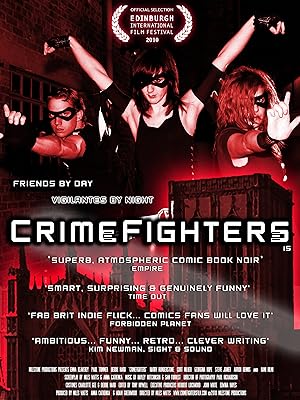 OFFICIAL SELECTION
EDINBURGH
INTERNATIONAL
FILM FESTIVAL
2010
FRIENDS BY DAY
VIGILANTES BY NIGHT
CRIMEFIGHTERS
15
'SUPERB, ATMOSPHERIC COMIC BOOK NOIR'
EMPIRE
'SMART, SURPRISING & GENUINELY FUNNY'
TIME OUT
'FAB BRIT INDIE FLICK... COMICS FANS WILL LOVE IT'
FORBIDDEN PLANET
'AMBITIOUS... FUNNY... RETRO... CLEVER WRITING'
KIM NEWMAN, SIGHT & SOUND